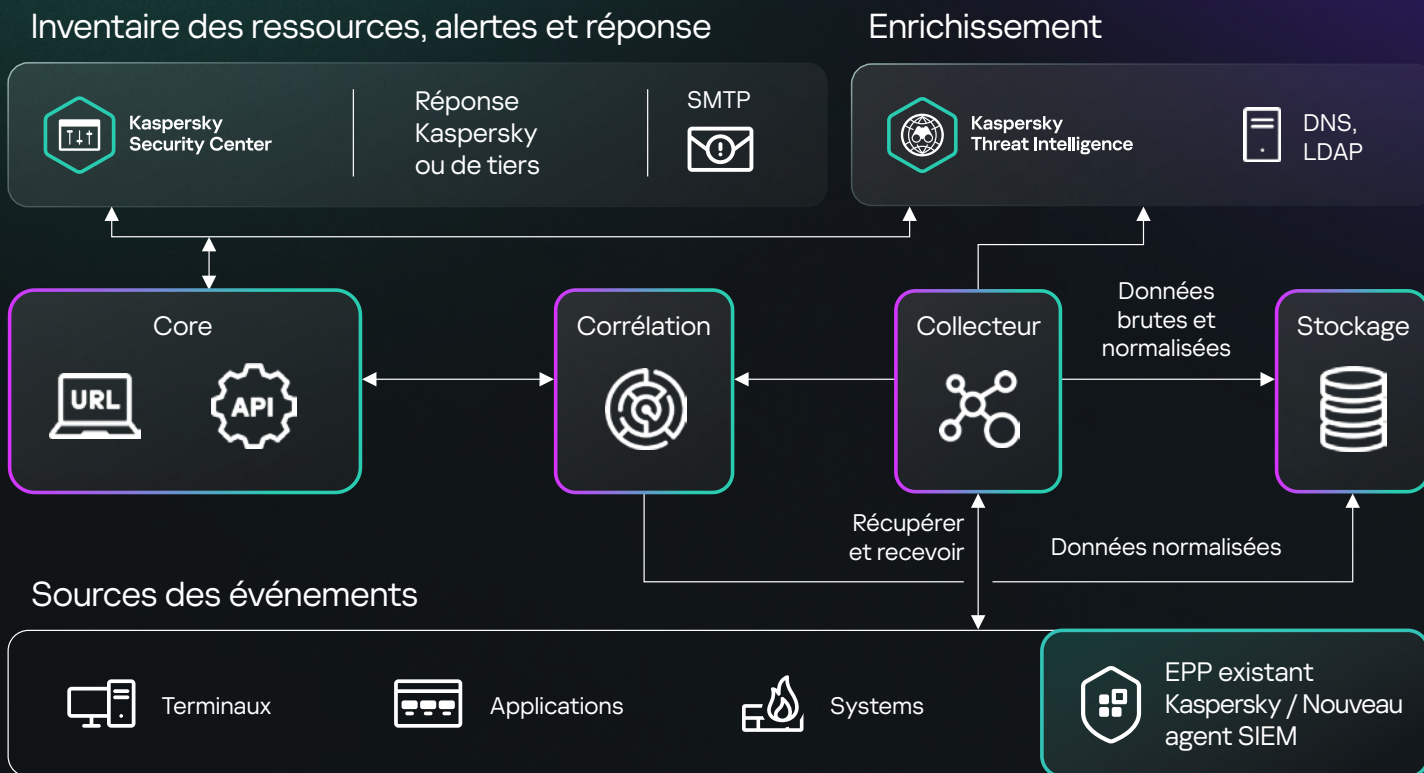 Inventaire des ressources, alertes et réponse
Enrichissement
Kaspersky
Security Center
Réponse
Kaspersky
ou de tiers
SMTP
Kaspersky
Threat Intelligence
DNS,
LDAP
Core
URL
API
Corrélation
Collecteur
Données
brutes et
normalisées
Stockage
Récupérer
et recevoir
Données normalisées
Sources des événements
Terminaux
Applications
Systems
EPP existant
Kaspersky / Nouveau
agent SIEM